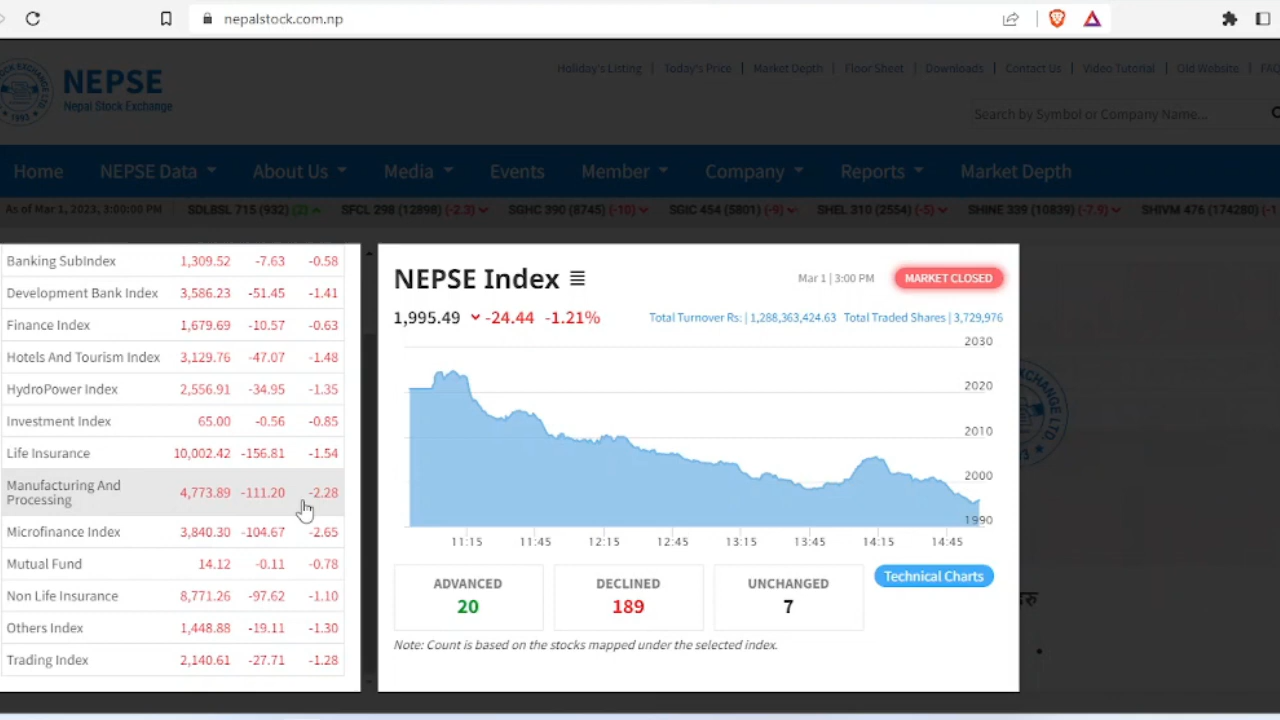 nepalstock.com.np
NEPSE
Nepal Stock Exchange
1993
Holiday's Listing | Today's Price | Market Depth | Floor Sheet | Downloads | Contact Us | Video Tutorial | Old Website | FAQ
Search by Symbol or Company Name...
Home NEPSE Data About Us Media Events Member Company Reports Market Depth
As of Mar 1, 2023, 3:00:00 PM SDLBSL 715 (932) (2) SFCL 298 (12898) (-2.3) SGHC 390 (8745) (-10) SGIC 454 (5801) (-9) SHEL 310 (2554) (-5) SHINE 339 (10839) (-7.9) SHIVM 476 (174280) (-1
Banking SubIndex 1,309.52 -7.63 -0.58
Development Bank Index 3,586.23 -51.45 -1.41
Finance Index 1,679.69 -10.57 -0.63
Hotels And Tourism Index 3,129.76 -47.07 -1.48
HydroPower Index 2,556.91 -34.95 -1.35
Investment Index 65.00 -0.56 -0.85
Life Insurance 10,002.42 -156.81 -1.54
Manufacturing And
Processing 4,773.89 -111.20 -2.28
Microfinance Index 3,840.30 -104.67 -2.65
Mutual Fund 14.12 -0.11 -0.78
Non Life Insurance 8,771.26 -97.62 -1.10
Others Index 1,448.88 -19.11 -1.30
Trading Index 2,140.61 -27.71 -1.28
NEPSE Index Mar 1 | 3:00 PM MARKET CLOSED
1,995.49 -24.44 -1.21% Total Turnover Rs: | 1,288,363,424.63 Total Traded Shares | 3,729,976
2030
2020
2010
2000
1990
11:15 11:45 12:15 12:45 13:15 13:45 14:15 14:45
ADVANCED DECLINED UNCHANGED Technical Charts
20 189 7
Note: Count is based on the stocks mapped under the selected index.